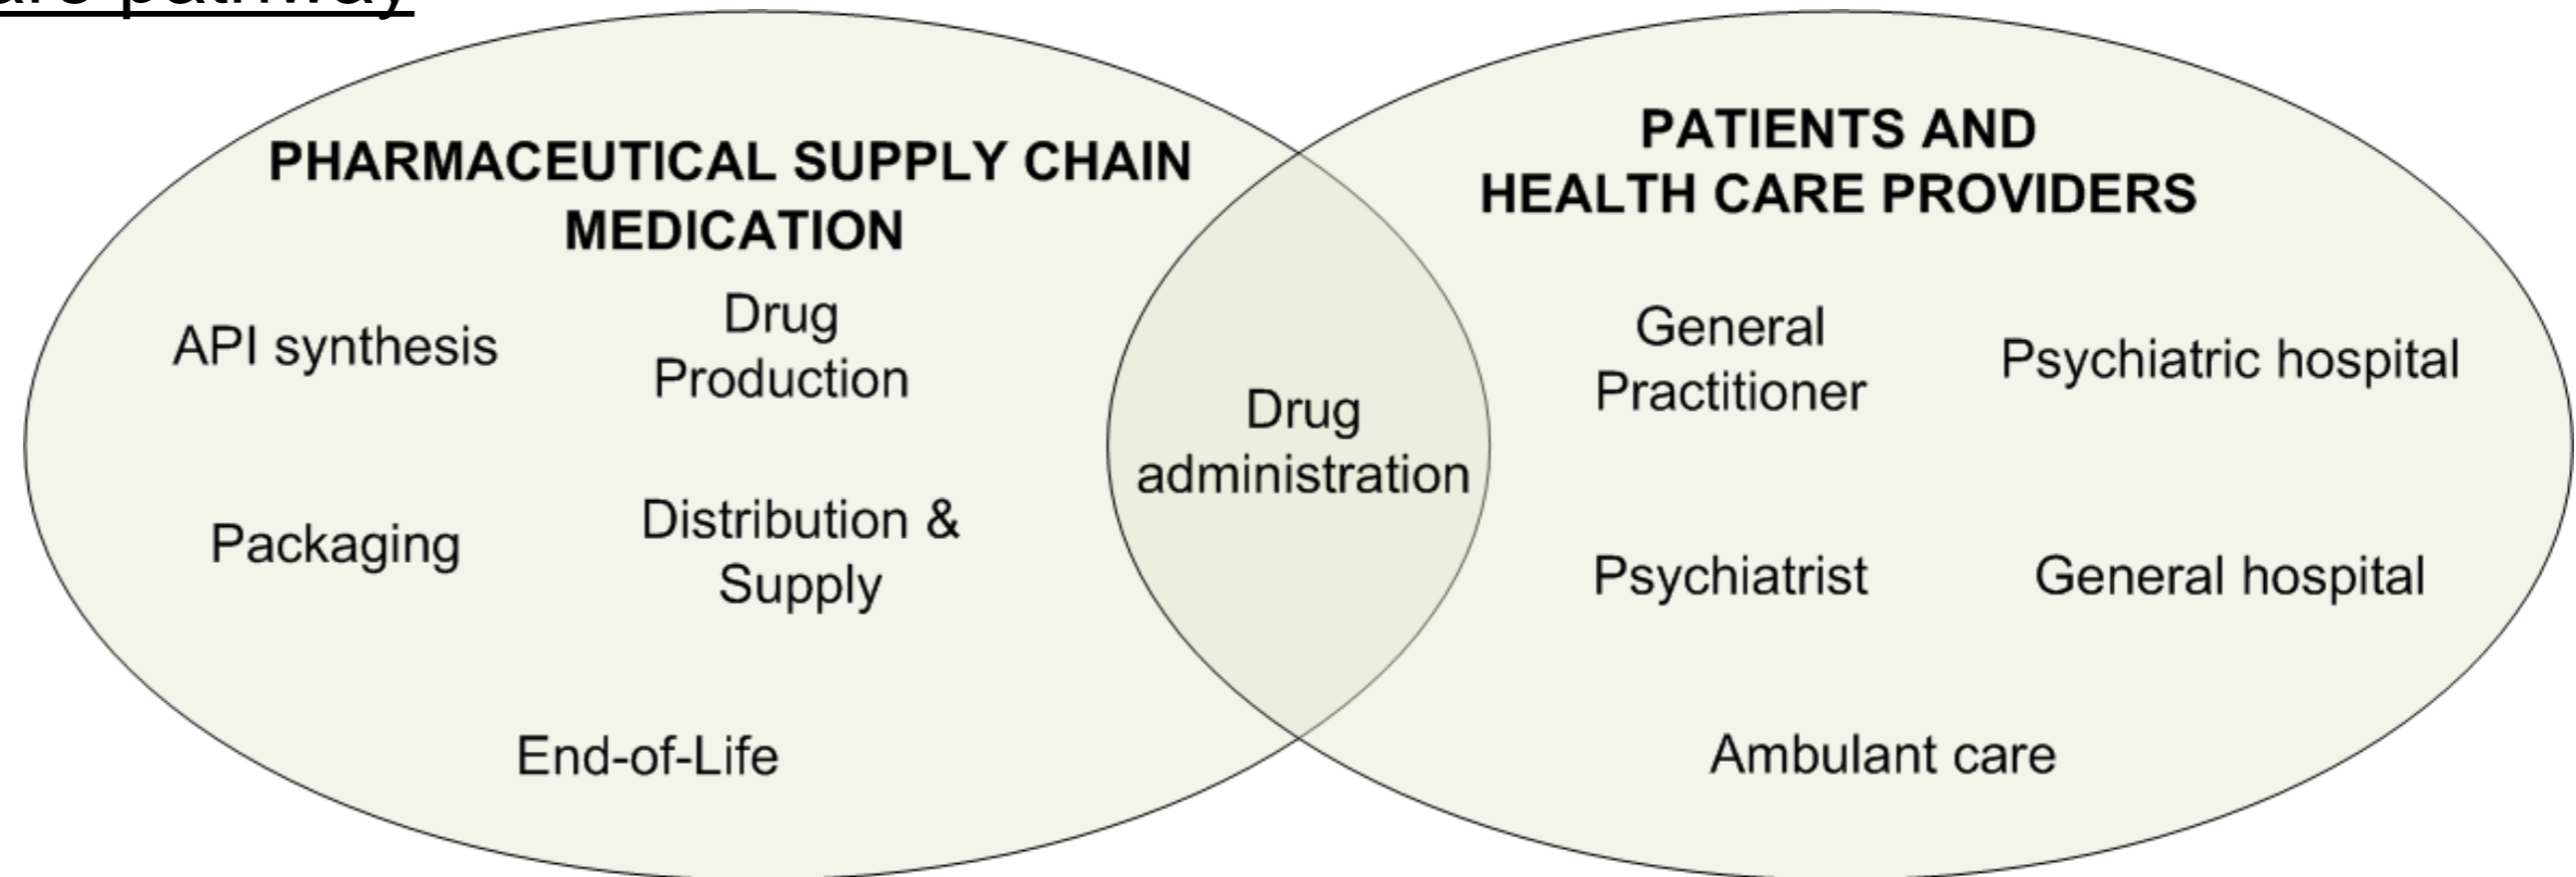 pathway
PHARMACEUTICAL SUPPLY CHAIN
MEDICATION
API synthesis
Drug
Production
Packaging
Distribution &
Supply
End-of-Life
Drug
administration
PATIENTS AND
HEALTH CARE PROVIDERS
General
Practitioner
Psychiatric hospital
Psychiatrist
General hospital
Ambulant care